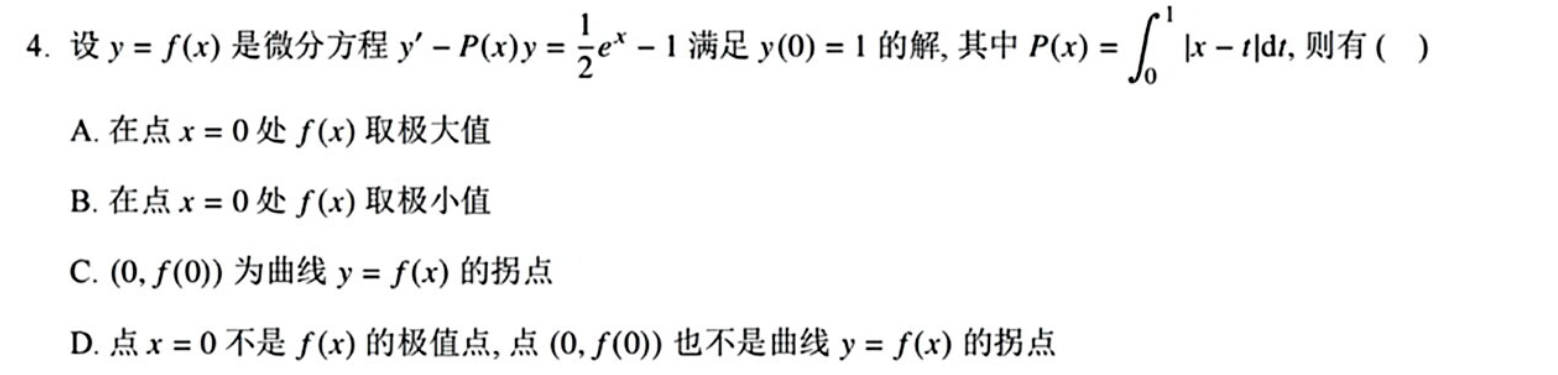 4. 设 y = f(x) 是微分方程 y′ − P(x)y = \frac{1}{2}e^x − 1 满足 y(0) = 1 的解, 其中 P(x) = \int_0^1 |x − t|dt, 则有 (  )
A. 在点 x = 0 处 f(x) 取极大值
B. 在点 x = 0 处 f(x) 取极小值
C. (0, f(0)) 为曲线 y = f(x) 的拐点
D. 点 x = 0 不是 f(x) 的极值点, 点 (0, f(0)) 也不是曲线 y = f(x) 的拐点